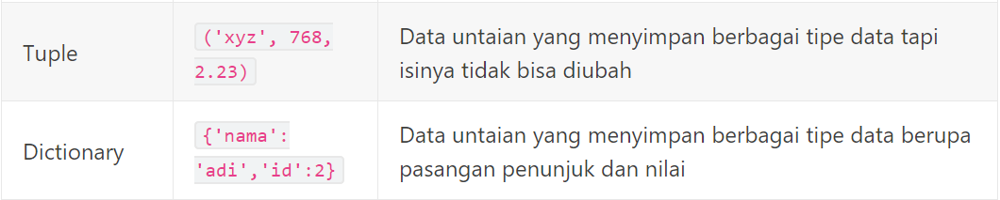 Tuple
('xyz', 768,
2.23)
Data untaian yang menyimpan berbagai tipe data tapi
isinya tidak bisa diubah
Dictionary
{'nama':
'adi','id':2}
Data untaian yang menyimpan berbagai tipe data berupa
pasangan penunjuk dan nilai